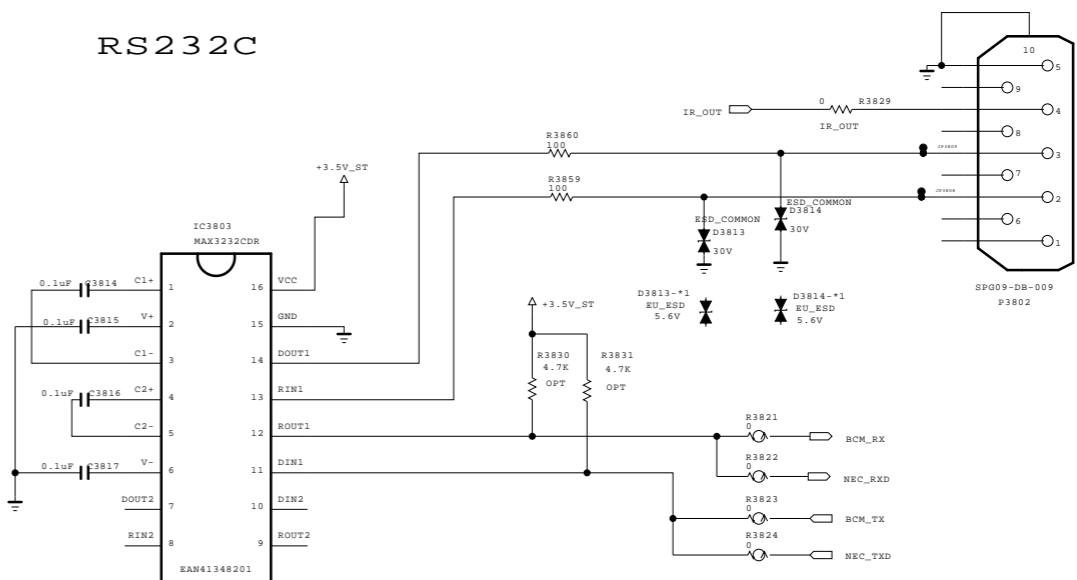 RS232C
10
5
9
IR_OUT
0
R3829
IR_OUT
4
8
R3860
100
ZP3809
3
+3.5V_ST
7
R3859
100
2
ESD_COMMON
D3814
30V
ESD_COMMON
D3813
30V
6
1
IC3803
MAX3232CDR
SPG09-DB-009
P3802
0.1uF
C3814
C1+
1
16
VCC
D3813-*1
EU_ESD
5.6V
D3814-*1
EU_ESD
5.6V
+3.5V_ST
0.1uF
C3815
V+
2
15
GND
C1-
3
14
DOUT1
R3830
4.7K
OPT
R3831
4.7K
OPT
0.1uF
C3816
C2+
4
13
RIN1
C2-
5
12
ROUT1
R3821
0
BCM_RX
0.1uF
C3817
V-
6
11
DIN1
R3822
0
NEC_RXD
DOUT2
7
10
DIN2
R3823
0
BCM_TX
RIN2
8
9
ROUT2
R3824
0
NEC_TXD
EAN41348201